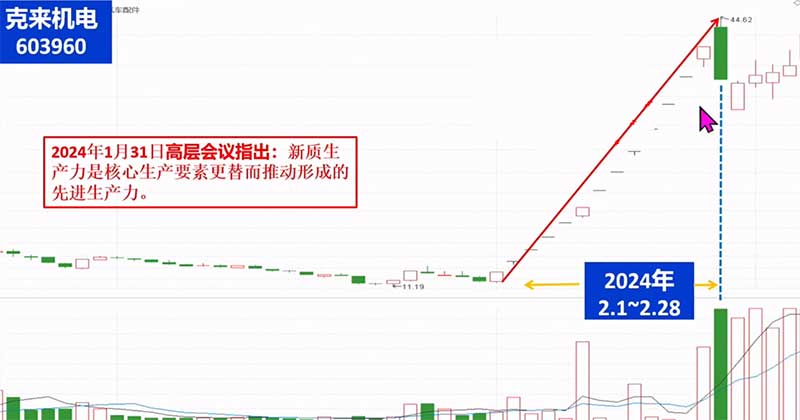 克来机电
603960
汽车配件
44.62
2024年1月31日高层会议指出：新质生
产力是核心生产要素更替而推动形成的
先进生产力。
11.19
2024年
2.1~2.28